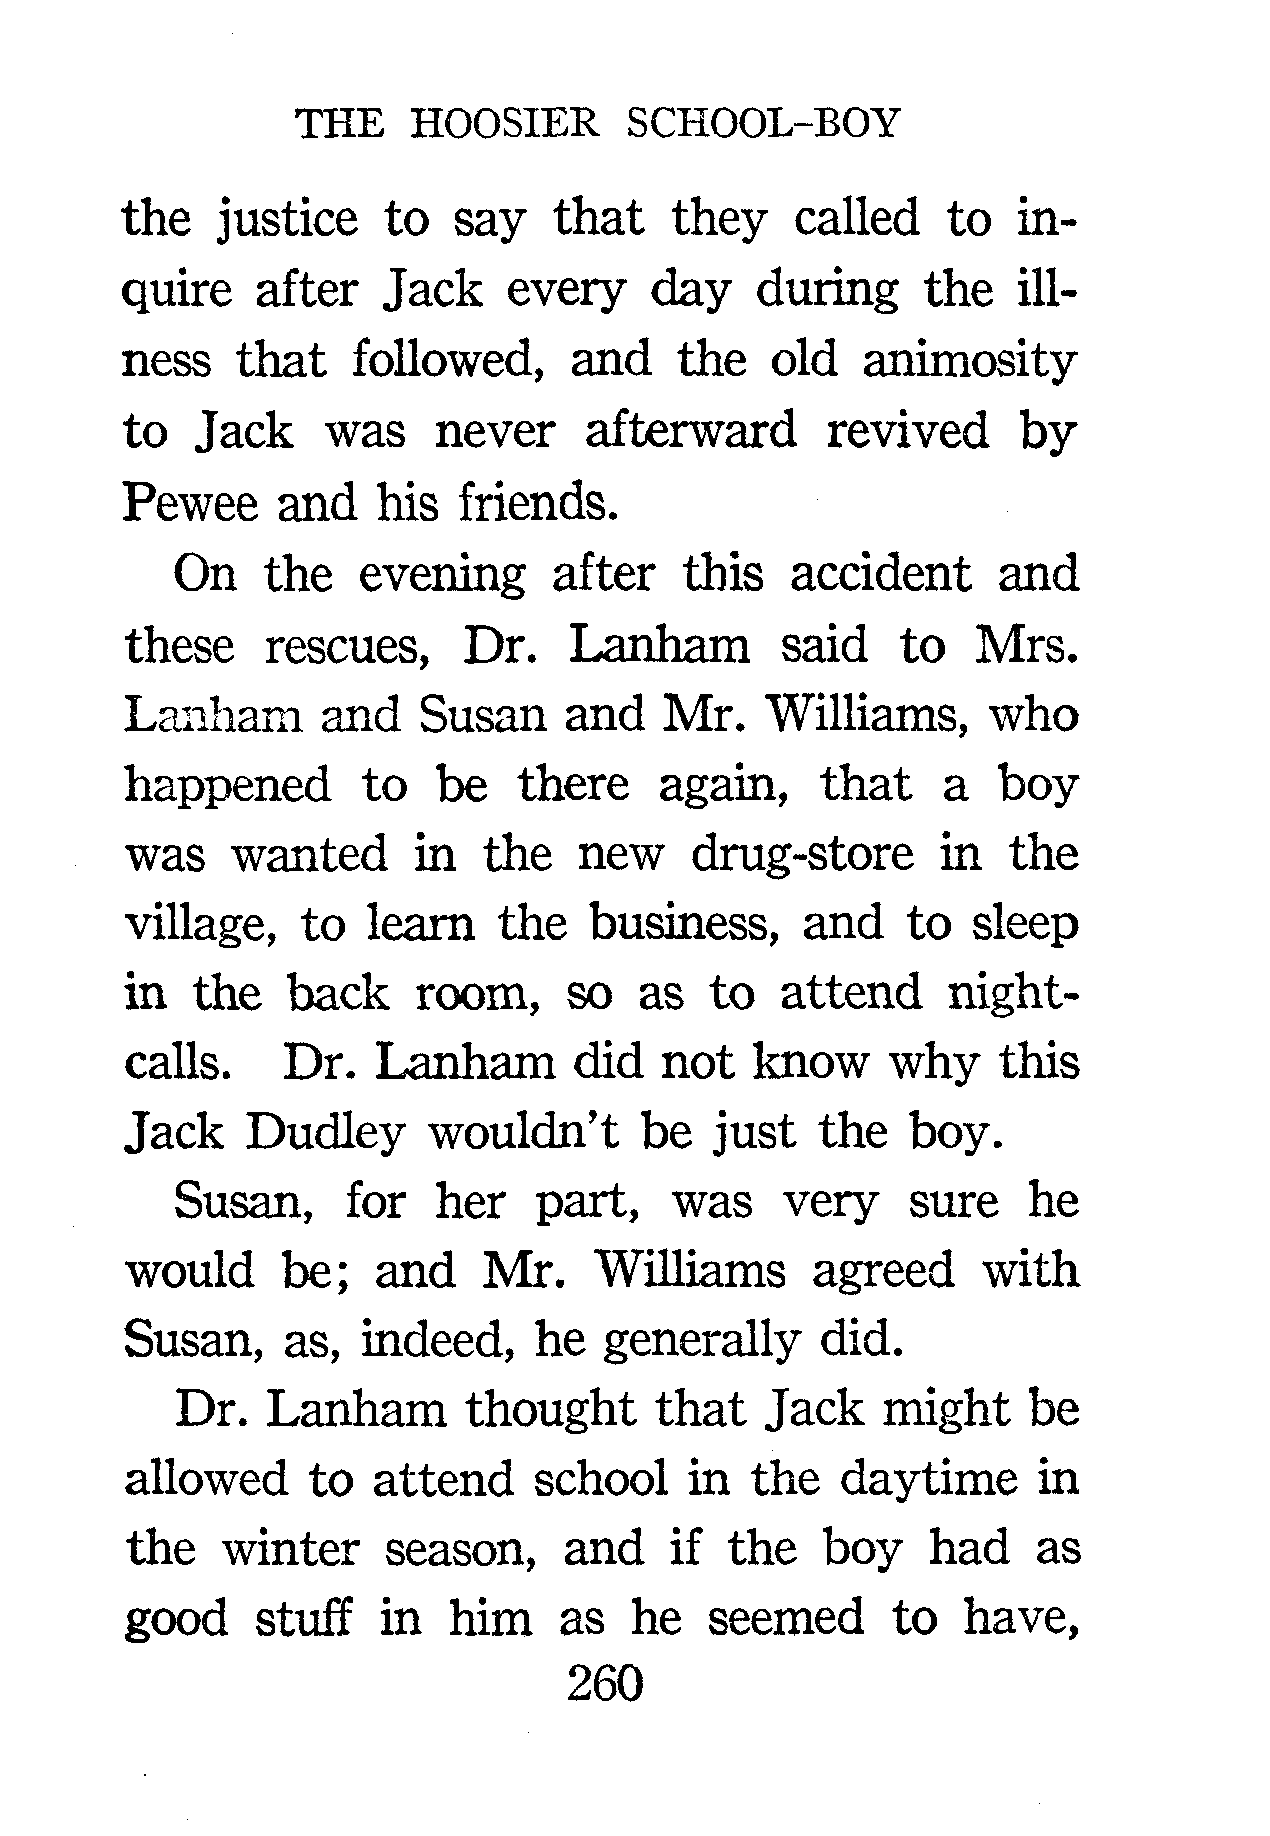 THE HOOSIER SCHOOL-BOY
the justice to say that they called to in-
quire after Jack every day during the ill-
ness that followed, and the old animosity
to Jack was never afterward revived by
Pewee and his friends.
On the evening after this accident and
these rescues, Dr. Lanham said to Mrs.
Lanham and Susan and Mr. Williams, who
happened to be there again, that a boy
was wanted in the new drug-store in the
village, to learn the business, and to sleep
in the back room, so as to attend night-
calls. Dr. Lanham did not know why this
Jack Dudley wouldn't be just the boy.
Susan, for her part, was very sure he
would be; and Mr. Williams agreed with
Susan, as, indeed, he generally did.
Dr. Lanham thought that Jack might be
allowed to attend school in the daytime in
the winter season, and if the boy had as
good stuff in him as he seemed to have,
260